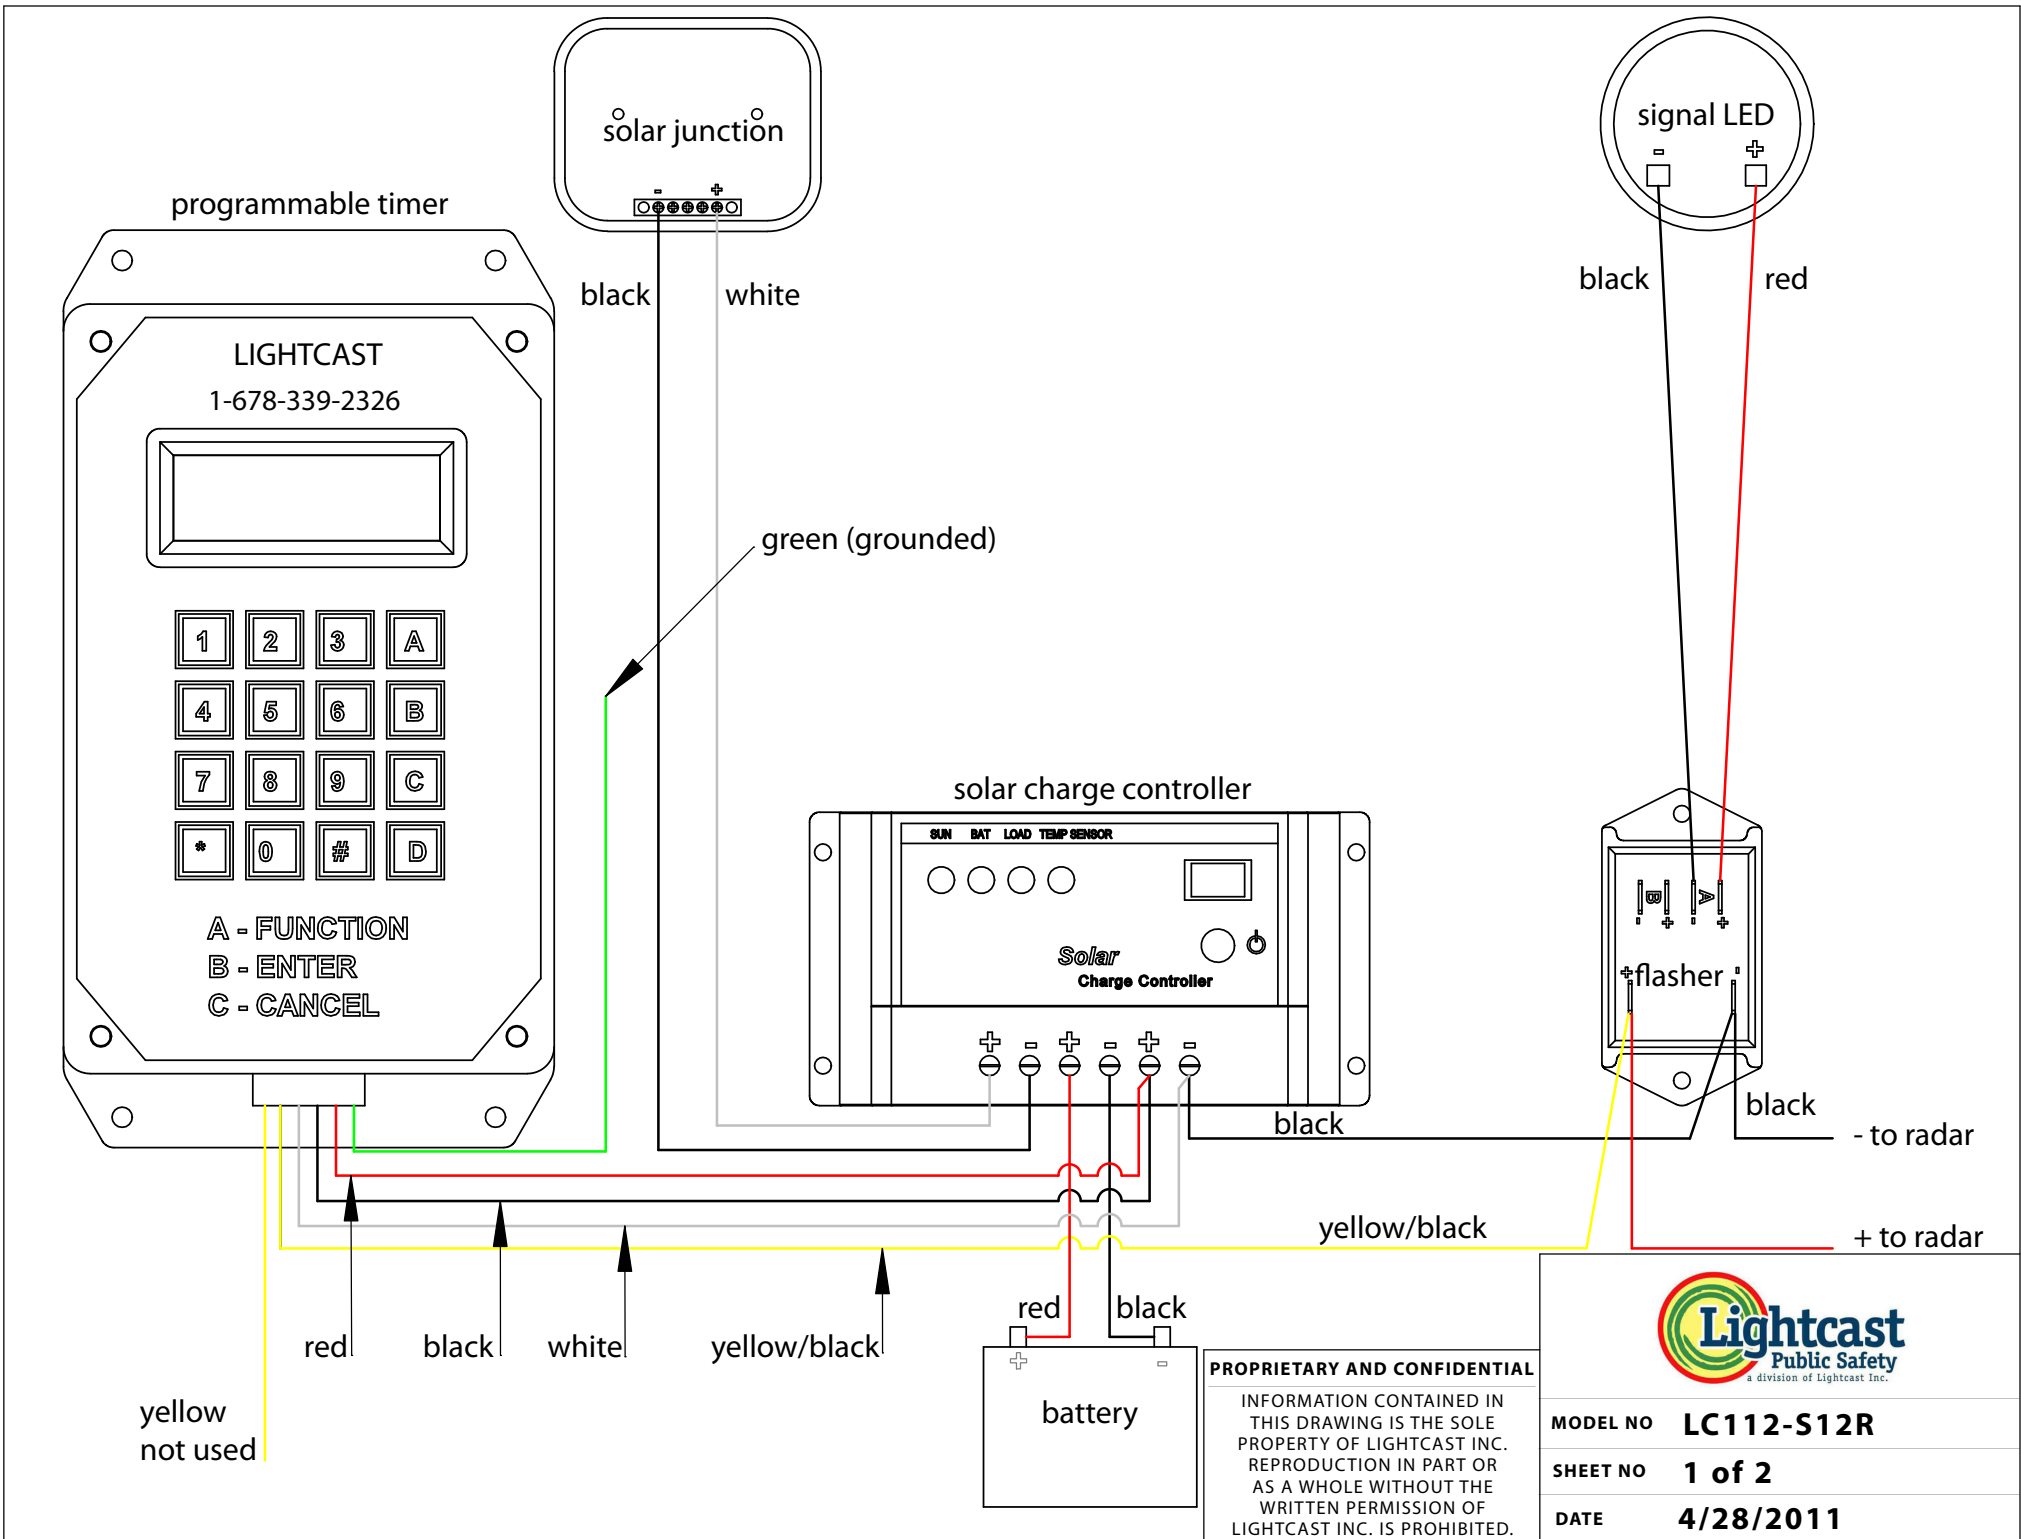 solar junction
- +
signal LED
- +
programmable timer
black
white
black
red
LIGHTCAST
1-678-339-2326
green (grounded)
1 2 3 A
4 5 6 B
7 8 9 C
* 0 # D
A - FUNCTION
B - ENTER
C - CANCEL
solar charge controller
SUN BAT LOAD TEMP SENSOR
Solar
Charge Controller
+ - + - + -
B A
- + - +
+ flasher -
black
black
- to radar
yellow/black
+ to radar
red
black
white
yellow/black
red
black
+ -
battery
yellow
not used
PROPRIETARY AND CONFIDENTIAL
INFORMATION CONTAINED IN
THIS DRAWING IS THE SOLE
PROPERTY OF LIGHTCAST INC.
REPRODUCTION IN PART OR
AS A WHOLE WITHOUT THE
WRITTEN PERMISSION OF
LIGHTCAST INC. IS PROHIBITED.
Lightcast
Public Safety
a division of Lightcast Inc.
MODEL NO LC112-S12R
SHEET NO 1 of 2
DATE 4/28/2011